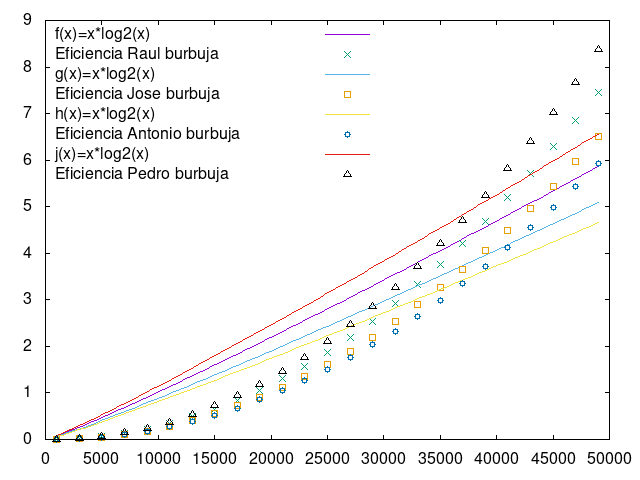 9
8
7
6
5
4
3
2
1
0
f(x)=x*log2(x)
Eficiencia Raul burbuja
g(x)=x*log2(x)
Eficiencia Jose burbuja
h(x)=x*log2(x)
Eficiencia Antonio burbuja
j(x)=x*log2(x)
Eficiencia Pedro burbuja
0 5000 10000 15000 20000 25000 30000 35000 40000 45000 50000